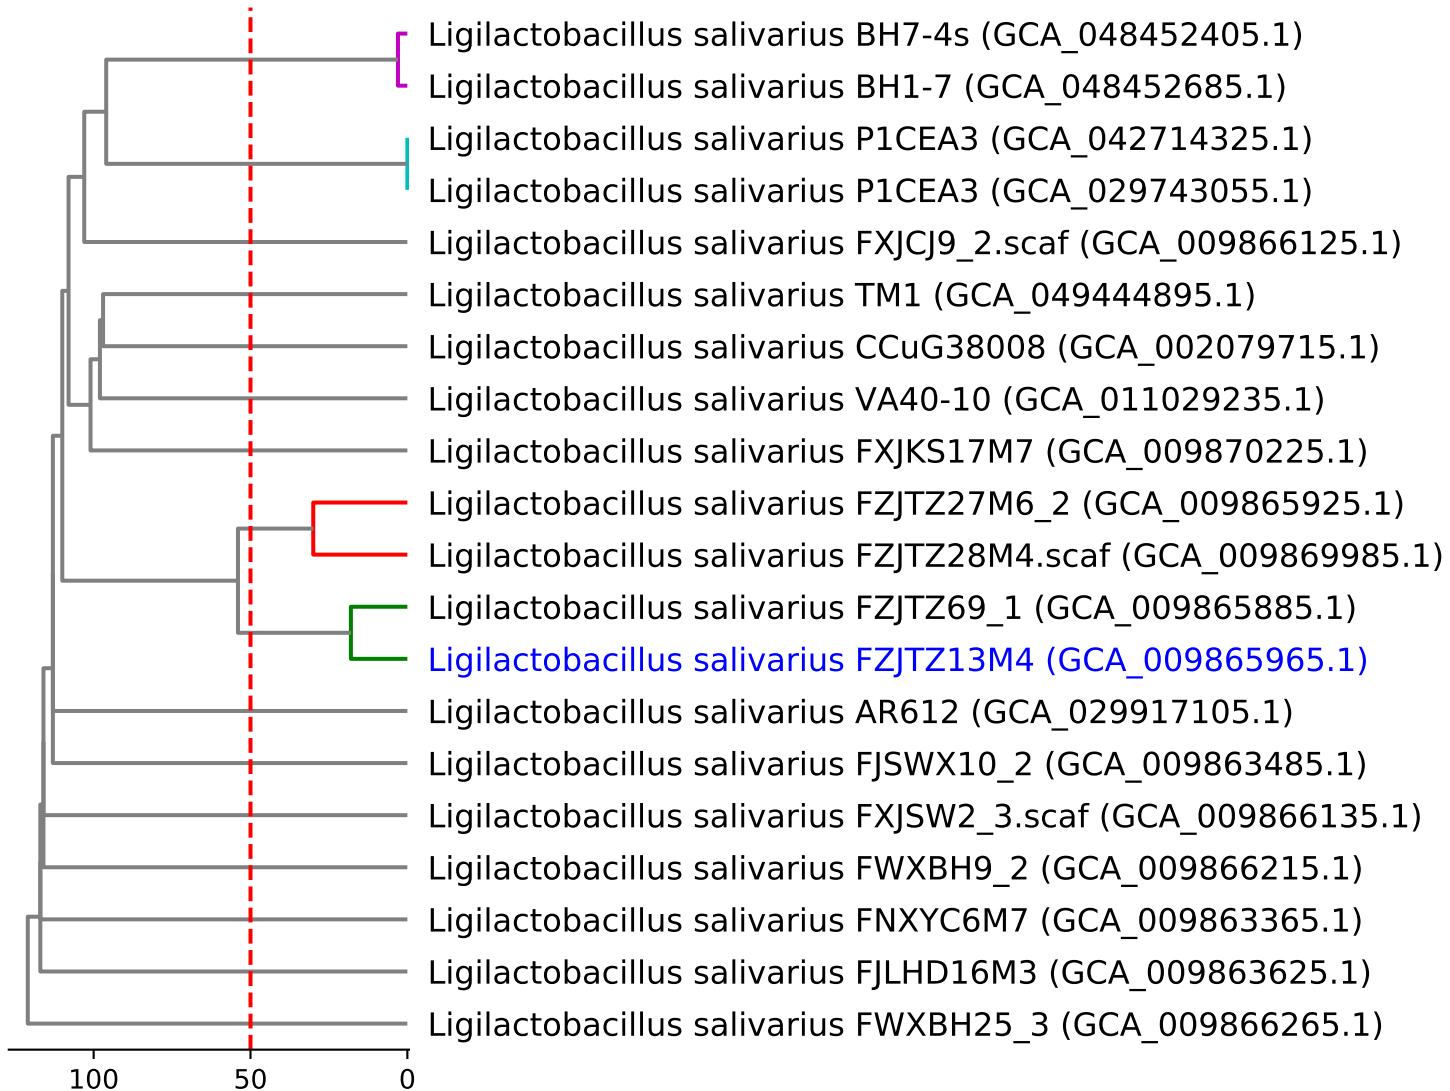 Ligilactobacillus salivarius BH7-4s (GCA_048452405.1)
Ligilactobacillus salivarius BH1-7 (GCA_048452685.1)
Ligilactobacillus salivarius P1CEA3 (GCA_042714325.1)
Ligilactobacillus salivarius P1CEA3 (GCA_029743055.1)
Ligilactobacillus salivarius FXJCJ9_2.scaf (GCA_009866125.1)
Ligilactobacillus salivarius TM1 (GCA_049444895.1)
Ligilactobacillus salivarius CCuG38008 (GCA_002079715.1)
Ligilactobacillus salivarius VA40-10 (GCA_011029235.1)
Ligilactobacillus salivarius FXJKS17M7 (GCA_009870225.1)
Ligilactobacillus salivarius FZJTZ27M6_2 (GCA_009865925.1)
Ligilactobacillus salivarius FZJTZ28M4.scaf (GCA_009869985.1)
Ligilactobacillus salivarius FZJTZ69_1 (GCA_009865885.1)
Ligilactobacillus salivarius FZJTZ13M4 (GCA_009865965.1)
Ligilactobacillus salivarius AR612 (GCA_029917105.1)
Ligilactobacillus salivarius FJSWX10_2 (GCA_009863485.1)
Ligilactobacillus salivarius FXJSW2_3.scaf (GCA_009866135.1)
Ligilactobacillus salivarius FWXBH9_2 (GCA_009866215.1)
Ligilactobacillus salivarius FNXYC6M7 (GCA_009863365.1)
Ligilactobacillus salivarius FJLHD16M3 (GCA_009863625.1)
Ligilactobacillus salivarius FWXBH25_3 (GCA_009866265.1)
100 50 0